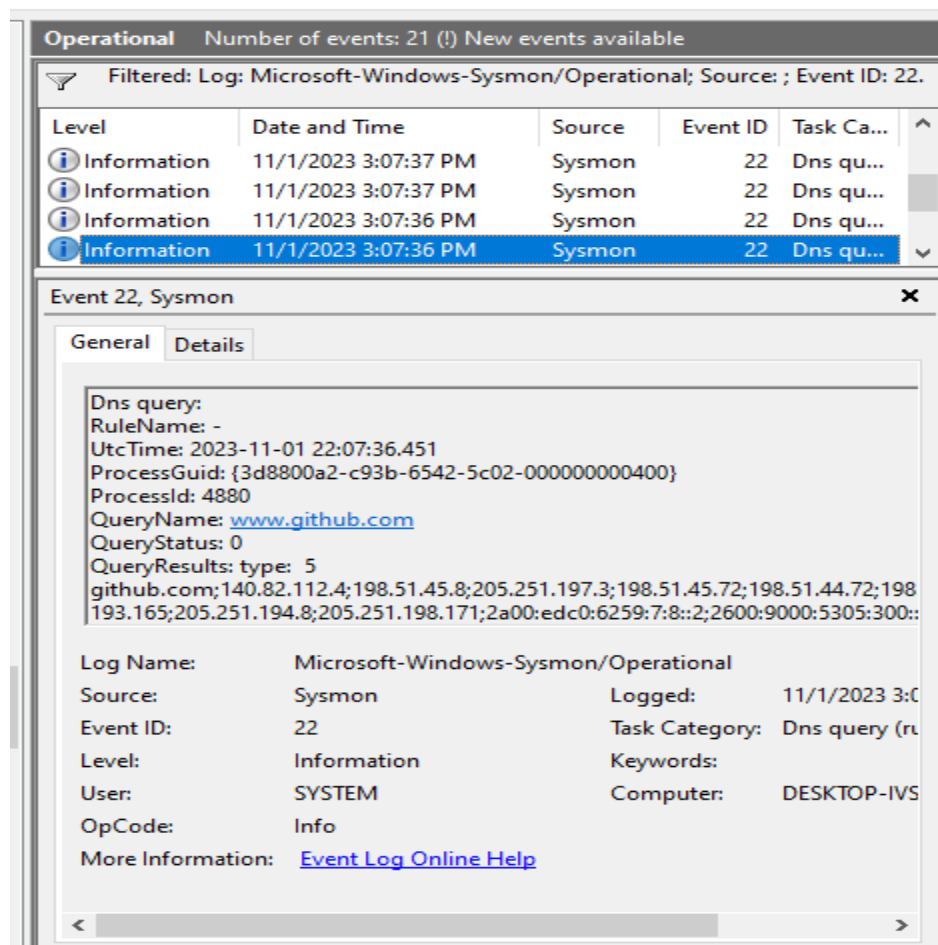 Operational Number of events: 21 (!) New events available
Filtered: Log: Microsoft-Windows-Sysmon/Operational; Source: ; Event ID: 22.
Level Date and Time Source Event ID Task Ca...
Information 11/1/2023 3:07:37 PM Sysmon 22 Dns qu...
Information 11/1/2023 3:07:37 PM Sysmon 22 Dns qu...
Information 11/1/2023 3:07:36 PM Sysmon 22 Dns qu...
Information 11/1/2023 3:07:36 PM Sysmon 22 Dns qu...
Event 22, Sysmon
General Details
Dns query:
RuleName: -
UtcTime: 2023-11-01 22:07:36.451
ProcessGuid: {3d8800a2-c93b-6542-5c02-000000000400}
ProcessId: 4880
QueryName: www.github.com
QueryStatus: 0
QueryResults: type: 5
github.com;140.82.112.4;198.51.45.8;205.251.197.3;198.51.45.72;198.51.44.72;198
193.165;205.251.194.8;205.251.198.171;2a00:edc0:6259:7:8::2;2600:9000:5305:300::
Log Name: Microsoft-Windows-Sysmon/Operational
Source: Sysmon Logged: 11/1/2023 3:0
Event ID: 22 Task Category: Dns query (ru
Level: Information Keywords:
User: SYSTEM Computer: DESKTOP-IVS
OpCode: Info
More Information: Event Log Online Help